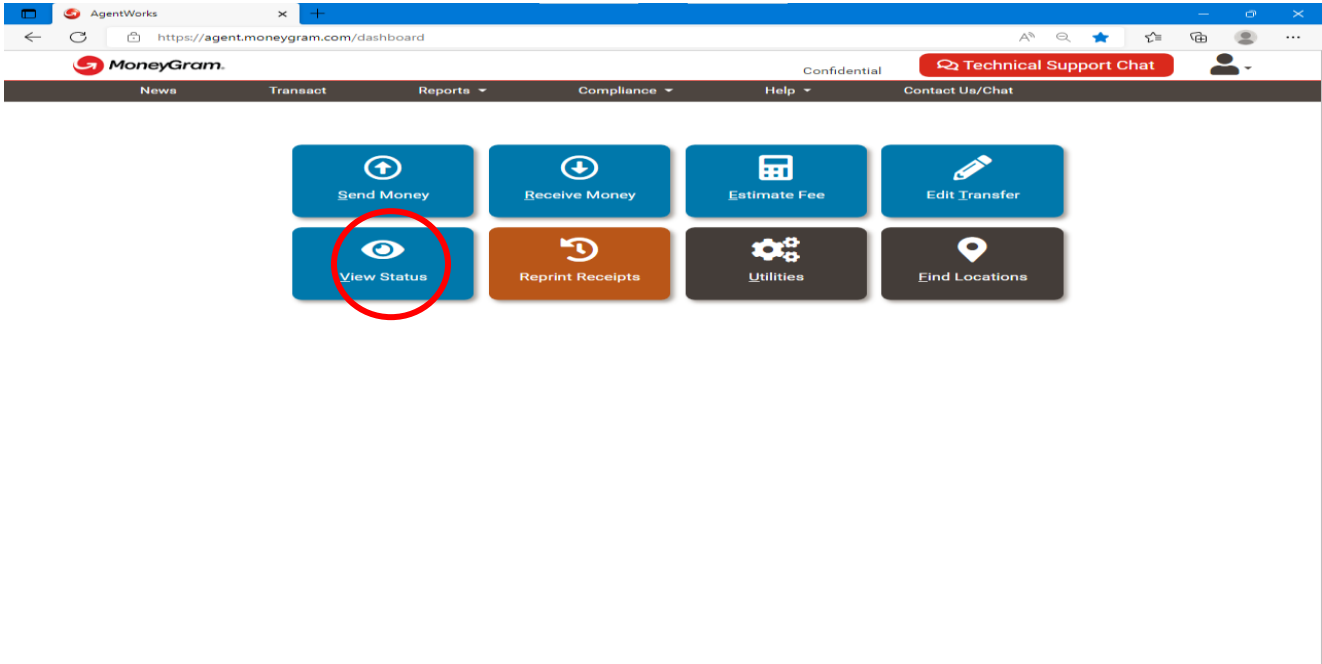 AgentWorks
https://agent.moneygram.com/dashboard
MoneyGram.
Confidential
Technical Support Chat
News Transact Reports Compliance Help Contact Us/Chat
Send Money Receive Money Estimate Fee Edit Transfer
View Status Reprint Receipts Utilities Find Locations